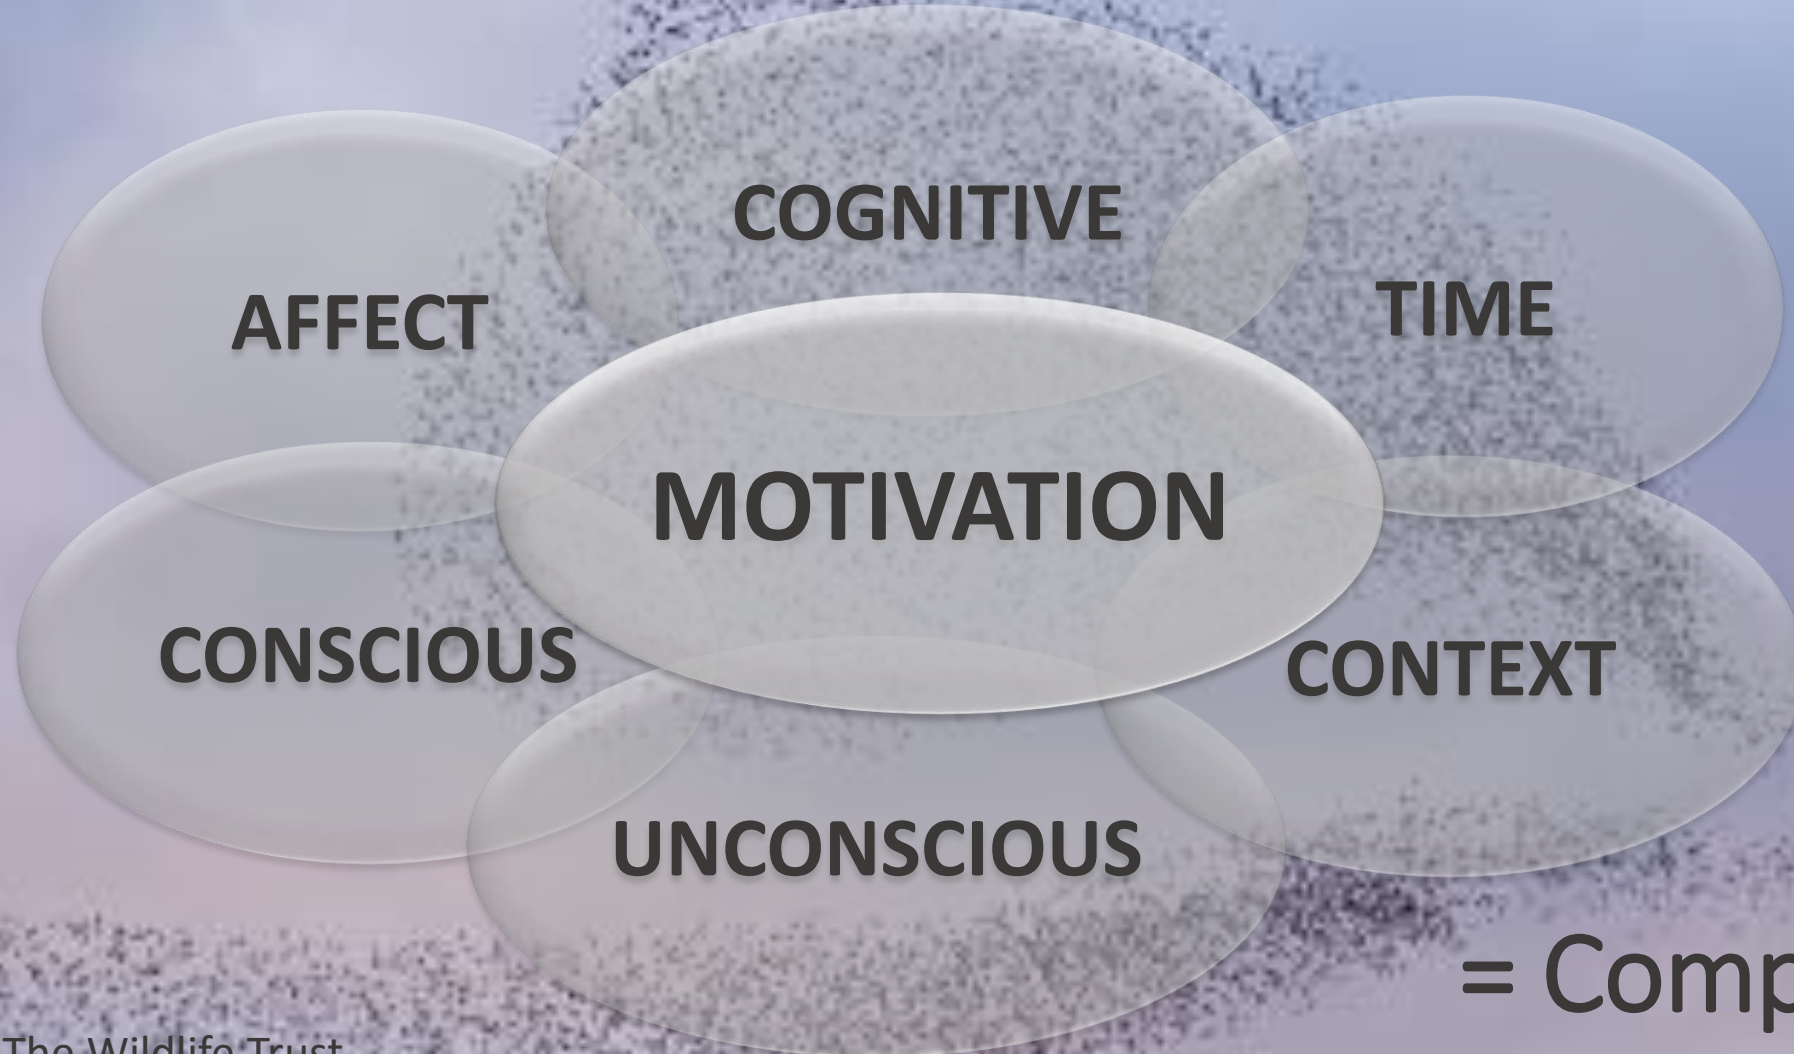 COGNITIVE
AFFECT
TIME
MOTIVATION
CONSCIOUS
CONTEXT
UNCONSCIOUS
= Comp
The Wildlife Trust